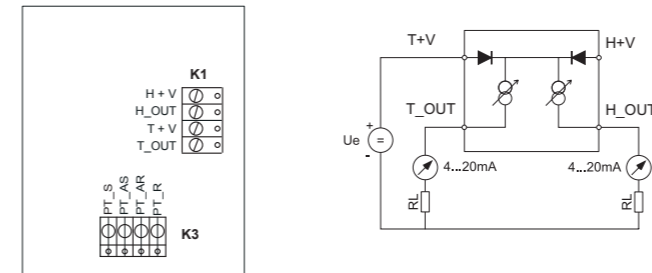 K1
H + V
H_OUT
T + V
T_OUT
PT_S
PT_AS
PT_AR
PT_R
K3
T+V
H+V
T_OUT
H_OUT
Ue
+
=
-
4...20mA
4...20mA
RL
RL